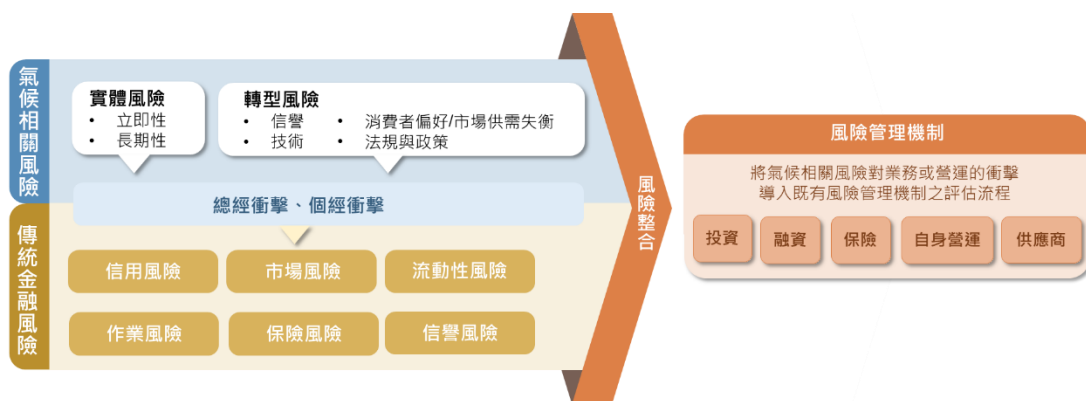 氣候相關風險
實體風險
• 立即性
• 長期性
轉型風險
• 信譽
• 技術
• 消費者偏好/市場供需失衡
• 法規與政策
總經衝擊、個經衝擊
傳統金融風險
信用風險
市場風險
流動性風險
作業風險
保險風險
信譽風險
風險整合
風險管理機制
將氣候相關風險對業務或營運的衝擊
導入既有風險管理機制之評估流程
投資
融資
保險
自身營運
供應商